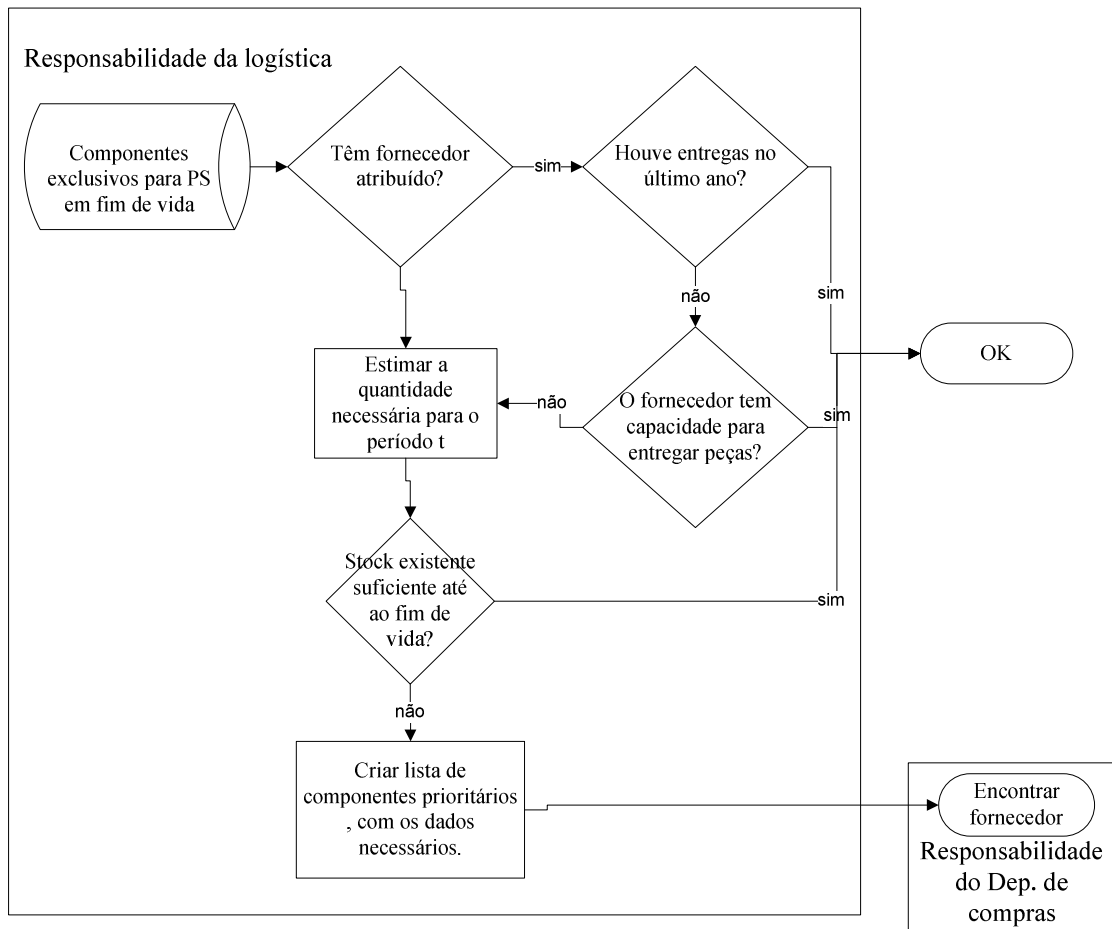 Responsabilidade da logística
Componentes
exclusivos para PS
em fim de vida
Têm fornecedor
atribuído?
sim
Houve entregas no
último ano?
não
sim
OK
Estimar a
quantidade
necessária para o
período t
não
O fornecedor tem
capacidade para
entregar peças?
sim
Stock existente
suficiente até
ao fim de
vida?
sim
não
Criar lista de
componentes prioritários
, com os dados
necessários.
Encontrar
fornecedor
Responsabilidade
do Dep. de
compras